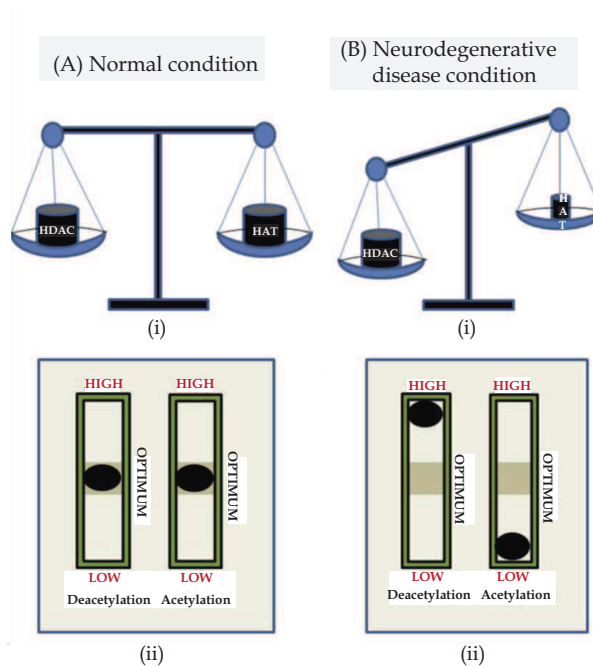 (A) Normal condition
HDAC
HAT
(i)
HIGH
HIGH
OPTIMUM
OPTIMUM
LOW
LOW
Deacetylation
Acetylation
(ii)
(B) Neurodegenerative
disease condition
HDAC
H
A
T
(i)
HIGH
HIGH
OPTIMUM
OPTIMUM
LOW
LOW
Deacetylation
Acetylation
(ii)